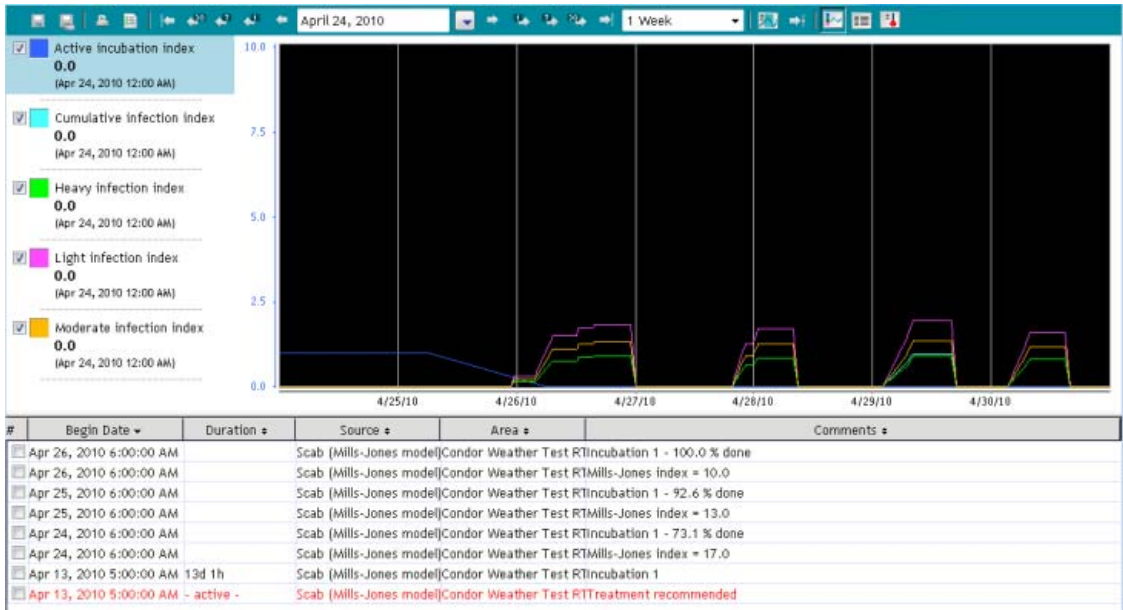 April 24, 2010 1 Week
Active incubation index
0.0
(Apr 24, 2010 12:00 AM)
Cumulative infection index
0.0
(Apr 24, 2010 12:00 AM)
Heavy infection index
0.0
(Apr 24, 2010 12:00 AM)
Light infection index
0.0
(Apr 24, 2010 12:00 AM)
Moderate infection index
0.0
(Apr 24, 2010 12:00 AM)
10.0
7.5
5.0
2.5
0.0
4/25/10 4/26/10 4/27/10 4/28/10 4/29/10 4/30/10
# Begin Date Duration Source Area Comments
Apr 26, 2010 6:00:00 AM Scab (Mills-Jones model) Condor Weather Test RT Incubation 1 - 100.0 % done
Apr 26, 2010 6:00:00 AM Scab (Mills-Jones model) Condor Weather Test RT Mills-Jones index = 10.0
Apr 25, 2010 6:00:00 AM Scab (Mills-Jones model) Condor Weather Test RT Incubation 1 - 92.6 % done
Apr 25, 2010 6:00:00 AM Scab (Mills-Jones model) Condor Weather Test RT Mills-Jones index = 13.0
Apr 24, 2010 6:00:00 AM Scab (Mills-Jones model) Condor Weather Test RT Incubation 1 - 73.1 % done
Apr 24, 2010 6:00:00 AM Scab (Mills-Jones model) Condor Weather Test RT Mills-Jones index = 17.0
Apr 13, 2010 5:00:00 AM 13d 1h Scab (Mills-Jones model) Condor Weather Test RT Incubation 1
Apr 13, 2010 5:00:00 AM - active - Scab (Mills-Jones model) Condor Weather Test RT Treatment recommended